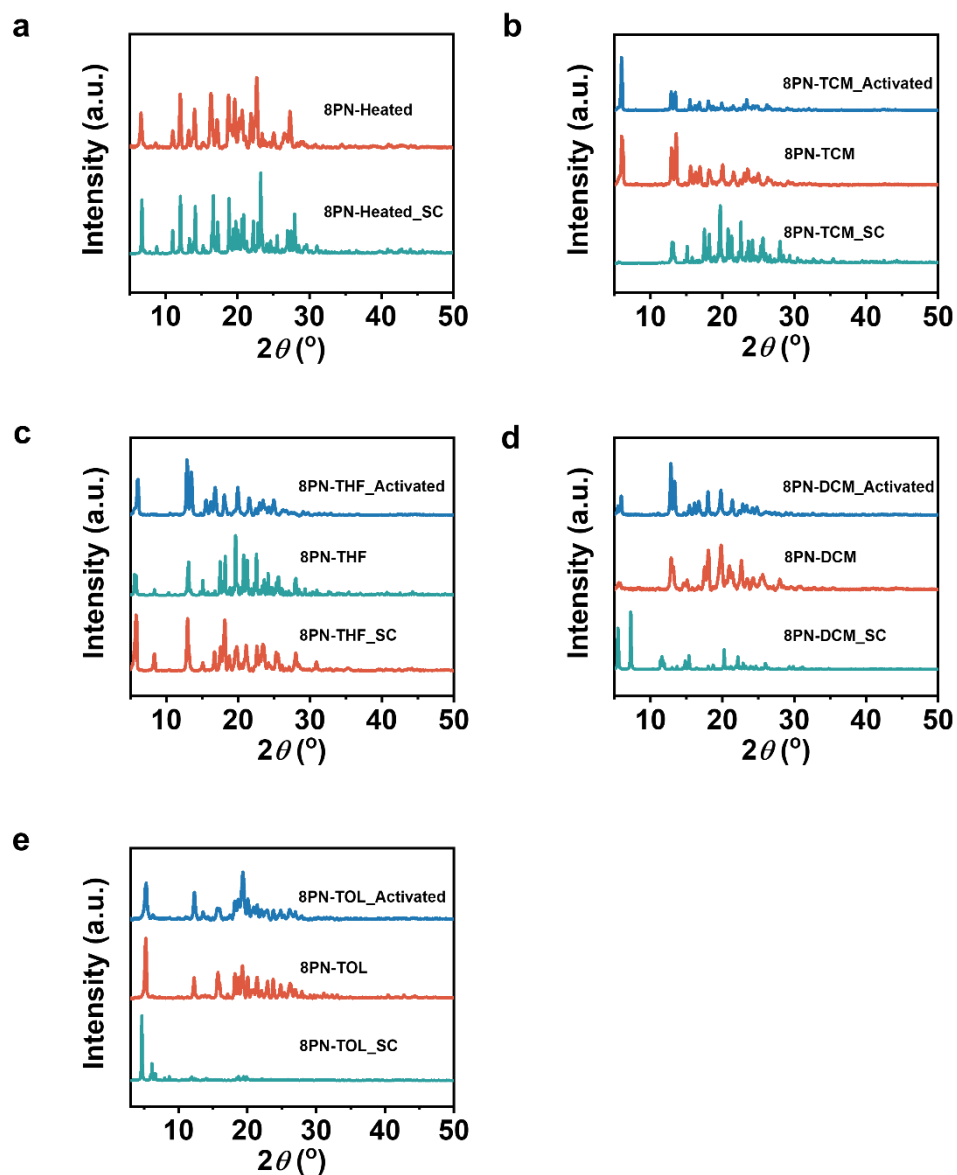 a
Intensity (a.u.)
8PN-Heated
8PN-Heated_SC
10 20 30 40 50
2θ (°)
b
Intensity (a.u.)
8PN-TCM_Activated
8PN-TCM
8PN-TCM_SC
10 20 30 40 50
2θ (°)
c
Intensity (a.u.)
8PN-THF_Activated
8PN-THF
8PN-THF_SC
10 20 30 40 50
2θ (°)
d
Intensity (a.u.)
8PN-DCM_Activated
8PN-DCM
8PN-DCM_SC
10 20 30 40 50
2θ (°)
e
Intensity (a.u.)
8PN-TOL_Activated
8PN-TOL
8PN-TOL_SC
10 20 30 40 50
2θ (°)